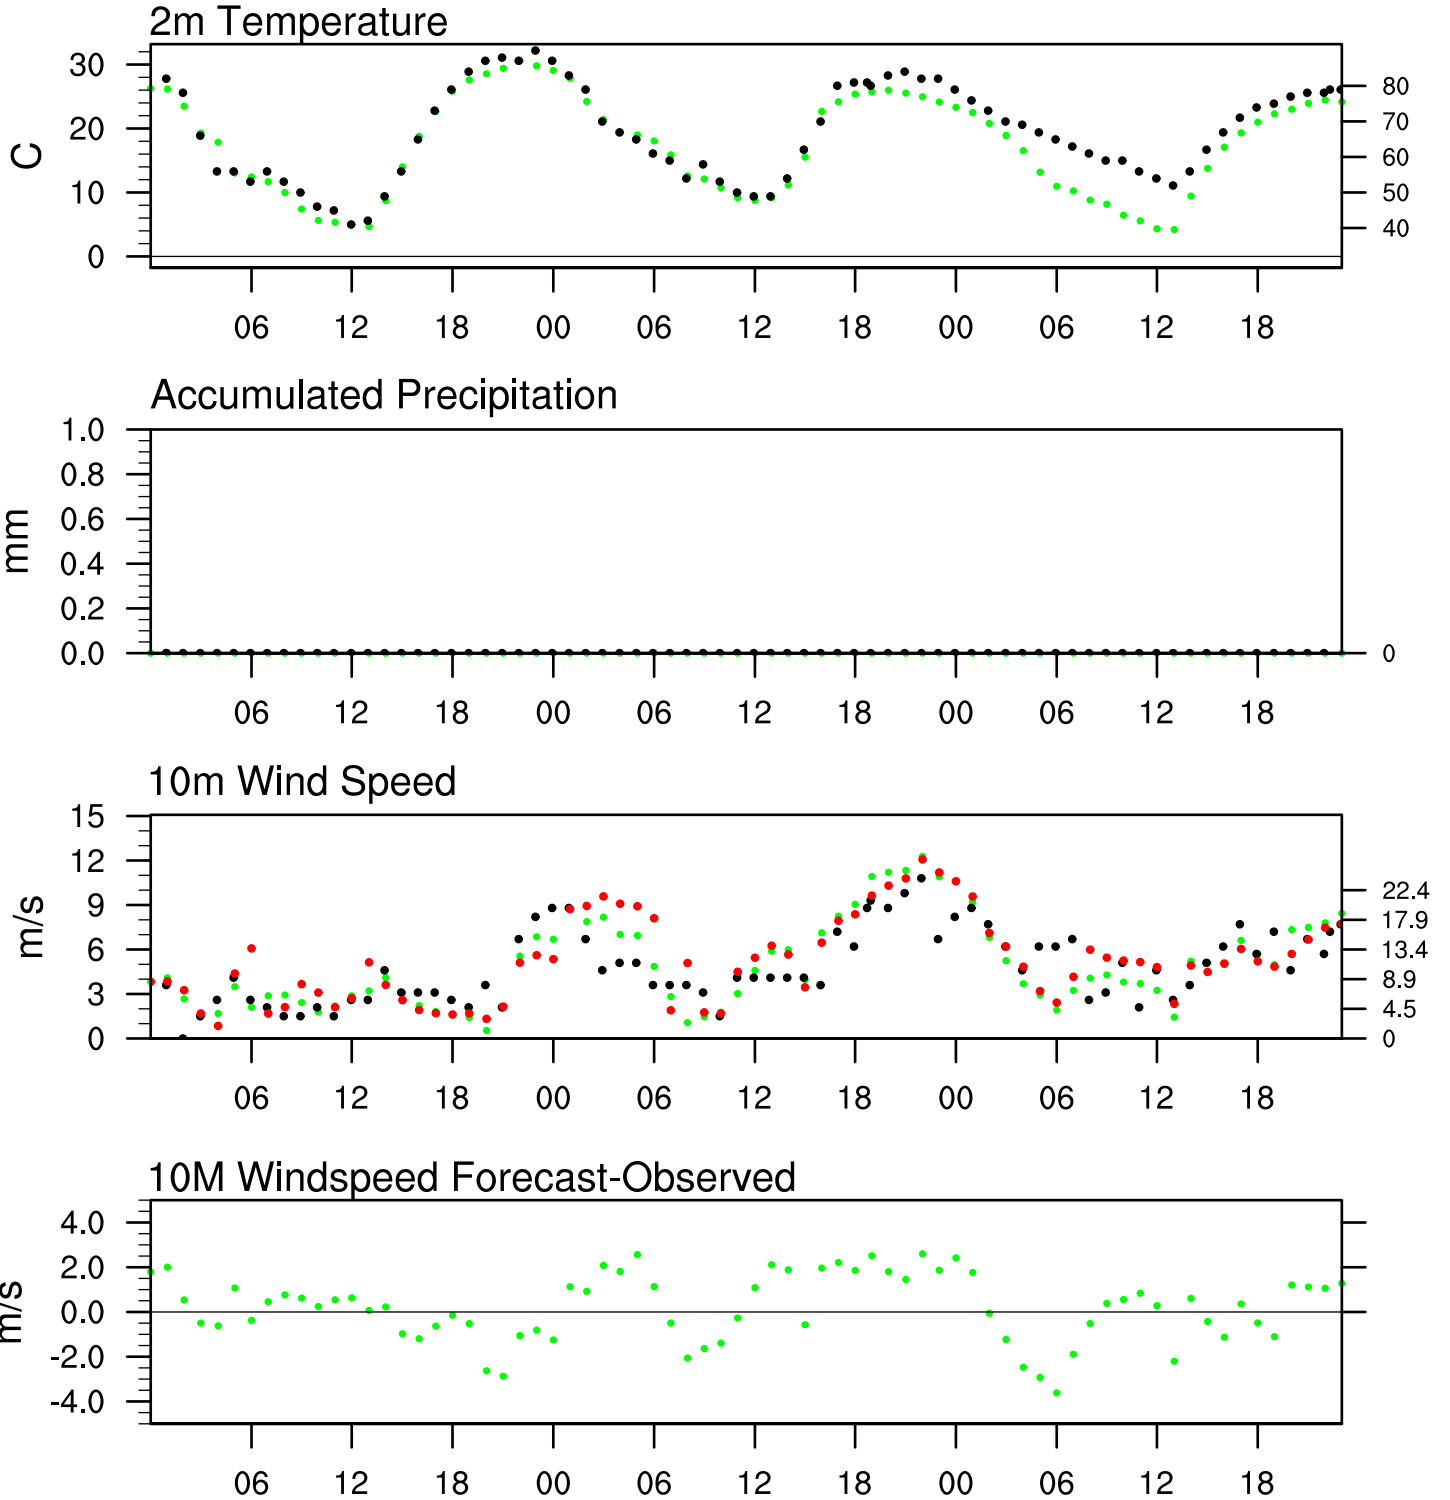 2m Temperature
30
20
10
0
C
80
70
60
50
40
06 12 18 00 06 12 18 00 06 12 18
Accumulated Precipitation
1.0
0.8
0.6
0.4
0.2
0.0
mm
0
06 12 18 00 06 12 18 00 06 12 18
10m Wind Speed
15
12
9
6
3
0
m/s
22.4
17.9
13.4
8.9
4.5
0
06 12 18 00 06 12 18 00 06 12 18
10M Windspeed Forecast-Observed
4.0
2.0
0.0
-2.0
-4.0
m/s
06 12 18 00 06 12 18 00 06 12 18